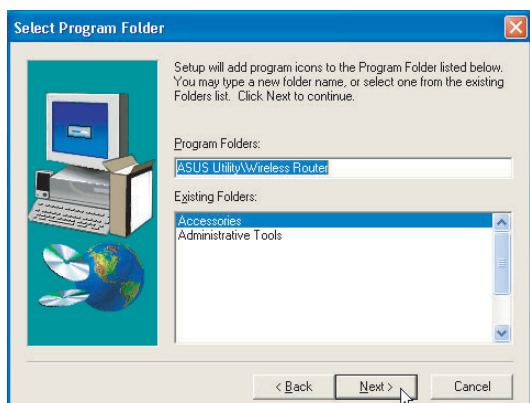 Select Program Folder
Setup will add program icons to the Program Folder listed below.
You may type a new folder name, or select one from the existing
Folders list. Click Next to continue.
Program Folders:
ASUS Utility\Wireless Router
Existing Folders:
Accessories
Administrative Tools
< Back
Next >
Cancel